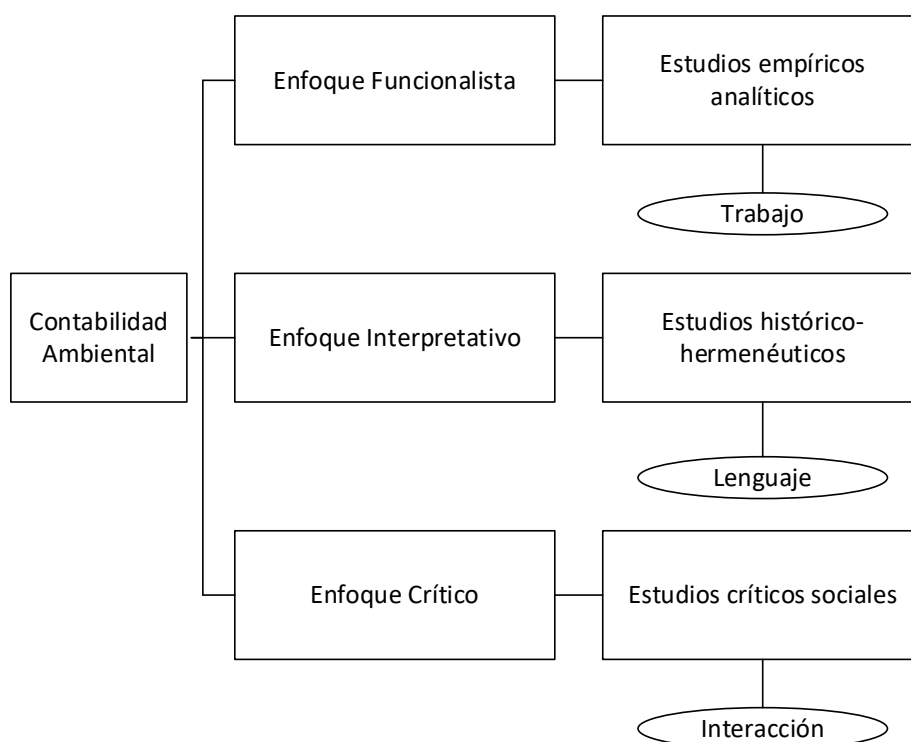 Enfoque Funcionalista
Estudios empíricos
analíticos
Trabajo
Contabilidad
Ambiental
Enfoque Interpretativo
Estudios histórico-
hermenéuticos
Lenguaje
Enfoque Crítico
Estudios críticos sociales
Interacción